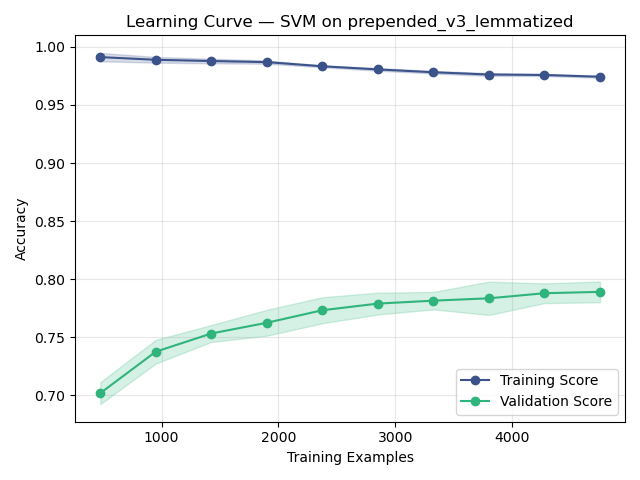 Learning Curve — SVM on prepended_v3_lemmatized
1.00
0.95
0.90
0.85
0.80
0.75
0.70
Accuracy
1000
2000
3000
4000
Training Examples
Training Score
Validation Score